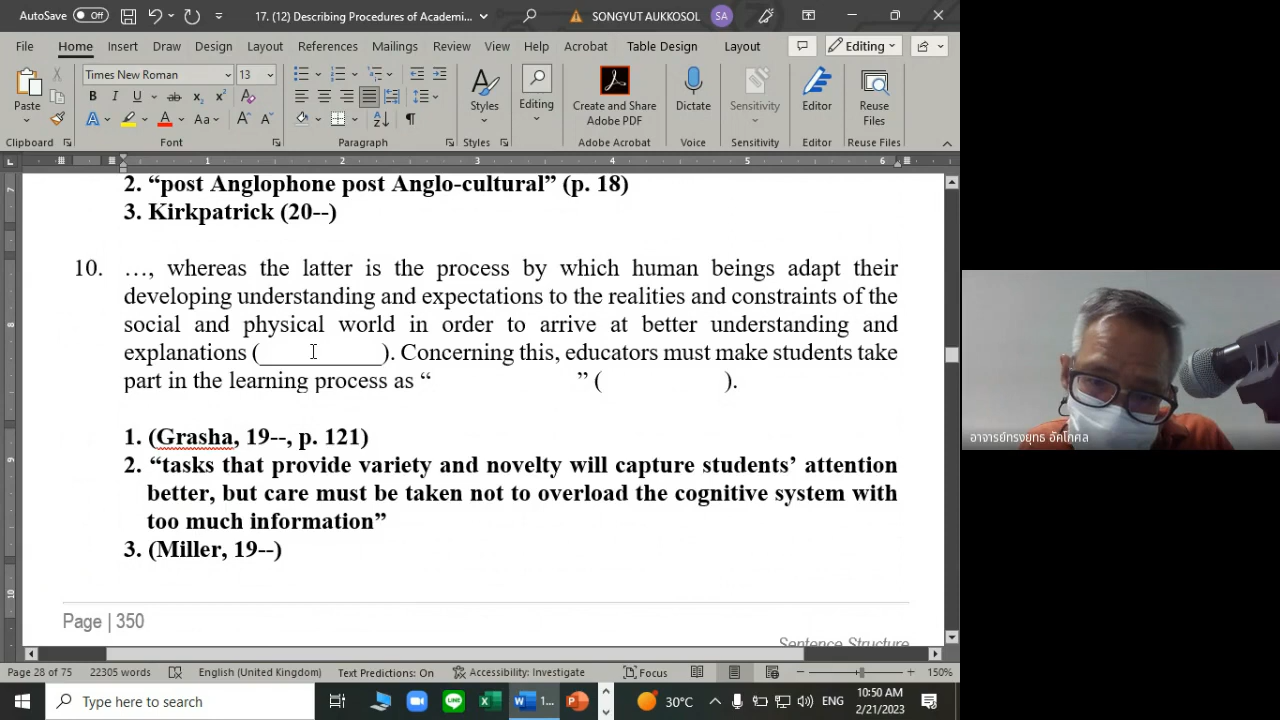 AutoSave Off 17. (12) Describing Procedures of Academi... SONGYUT AUKKOSOL SA
File Home Insert Draw Design Layout References Mailings Review View Help Acrobat Table Design Layout Editing
Times New Roman 13
Paste Styles Editing Create and Share Adobe PDF Dictate Sensitivity Editor Reuse Files
Clipboard Font Paragraph Styles Adobe Acrobat Voice Sensitivity Editor Reuse Files
1 2 3 4 5 6
2. “post Anglophone post Anglo-cultural” (p. 18)
3. Kirkpatrick (20--)
10. …, whereas the latter is the process by which human beings adapt their
developing understanding and expectations to the realities and constraints of the
social and physical world in order to arrive at better understanding and
explanations (__________). Concerning this, educators must make students take
part in the learning process as “ ” ( ).
1. (Grasha, 19--, p. 121)
2. “tasks that provide variety and novelty will capture students’ attention
better, but care must be taken not to overload the cognitive system with
too much information”
3. (Miller, 19--)
Page | 350
Sentence Structure
อาจารย์ทรงยุทธ อัคโกศล
Page 28 of 75 22305 words English (United Kingdom) Text Predictions: On Accessibility: Investigate Focus 150%
Type here to search 30°C ENG 10:50 AM
2/21/2023